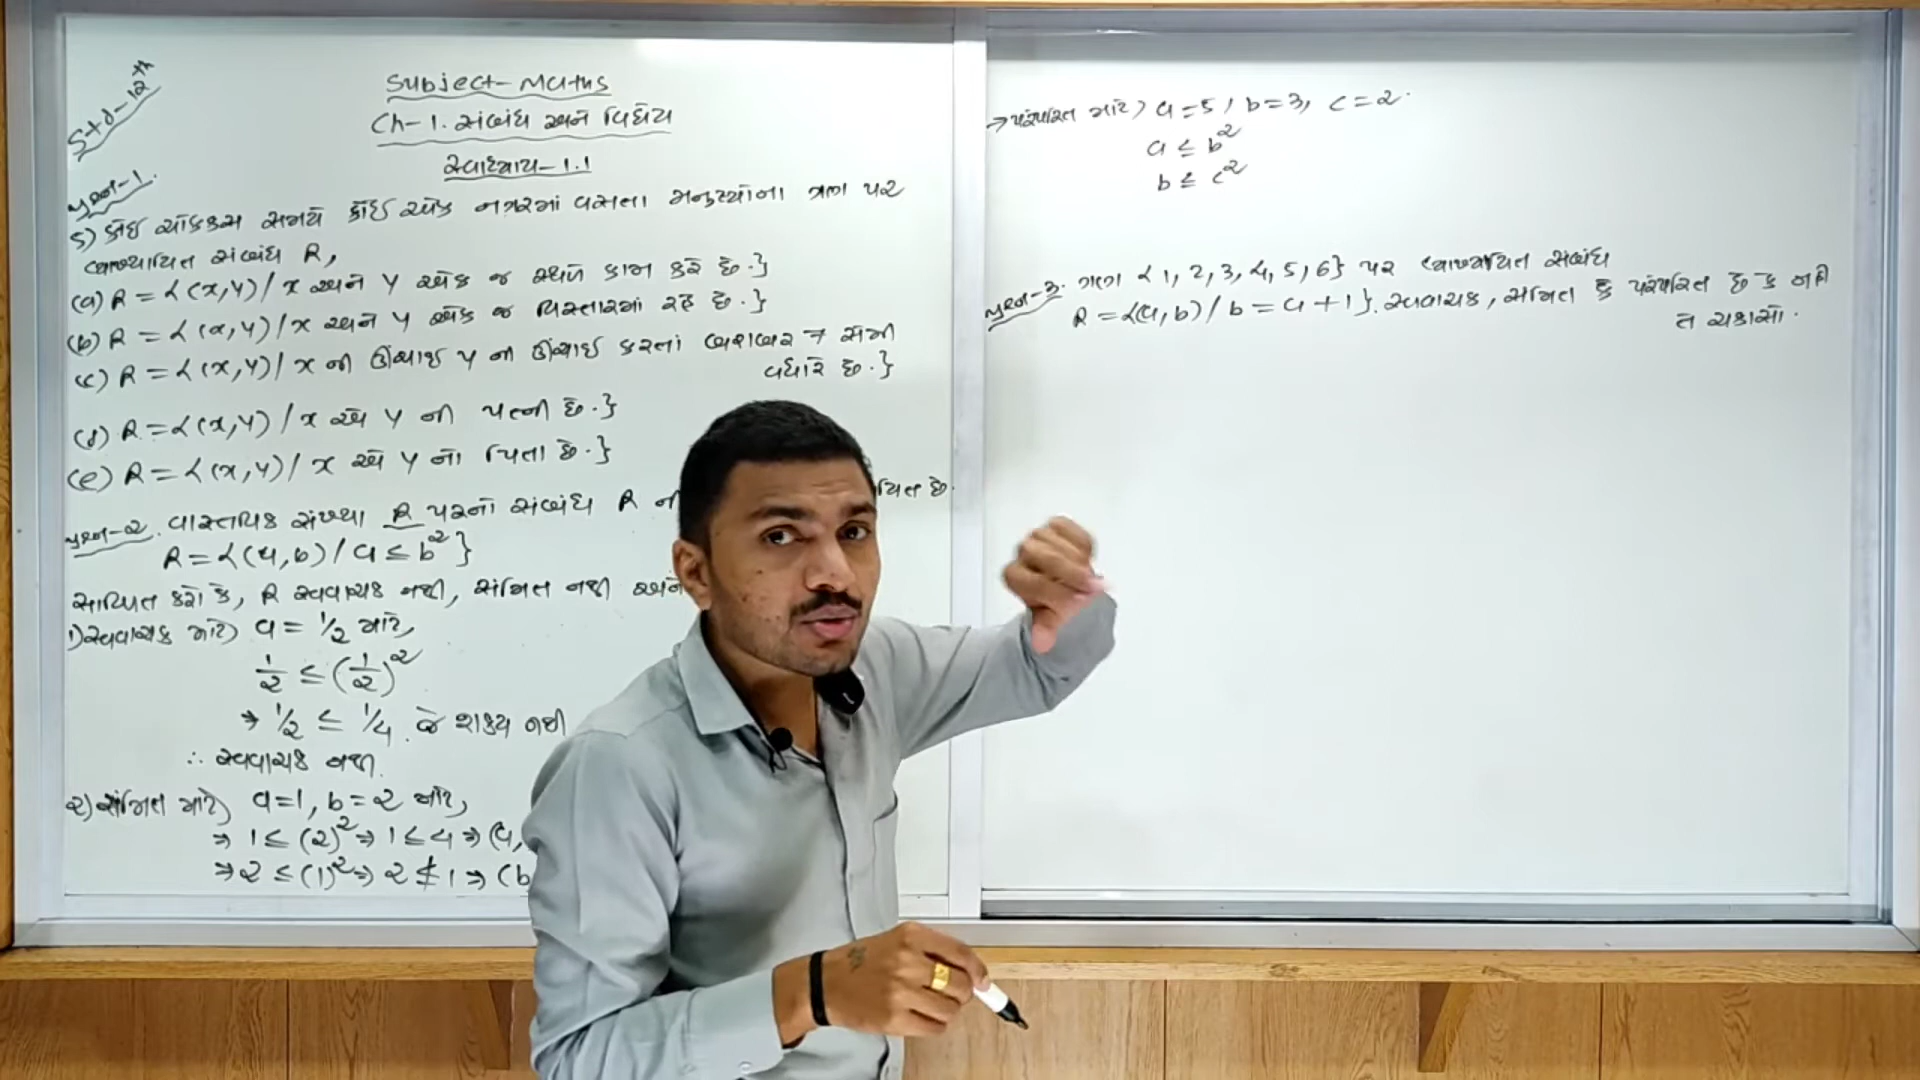 Std-12th
Subject-Maths
Ch-1. સંબંધ અને વિધેય
સ્વાધ્યાય-1.1
પ્રશ્ન-1.
5) કોઈ ચોક્કસ સમયે કોઈ એક નગરમાં વસતા મનુષ્યોના ગણ પર
વ્યાખ્યાયિત સંબંધ R,
(a) R = {(x,y) / x અને y એક જ સ્થળે કામ કરે છે.}
(b) R = {(x,y) / x અને y એક જ વિસ્તારમાં રહે છે.}
(c) R = {(x,y) / x ની ઊંચાઈ y ની ઊંચાઈ કરતાં બરાબર 7 સેમી
વધારે છે.}
(d) R = {(x,y) / x એ y ની પત્ની છે.}
(e) R = {(x,y) / x એ y ના પિતા છે.}
પ્રશ્ન-2. વાસ્તવિક સંખ્યા R પરનો સંબંધ R
R = {(a,b) / a ≤ b²}
સાબિત કરો કે, R સ્વવાચક નથી, સંમિત નથી અને
1) સ્વવાચક માટે) a = 1/2 માટે,
1/2 ≤ (1/2)²
⇒ 1/2 ≤ 1/4. જે શક્ય નથી
∴ સ્વવાચક નથી.
2) સંમિત માટે) a=1, b=2 માટે,
⇒ 1 ≤ (2)² ⇒ 1 ≤ 4 ⇒ (a,
⇒ 2 ≤ (1)² ⇒ 2 ≰ 1 ⇒ (b
→ પરંપરિત માટે) a=5, b=3, c=2.
a ≤ b²
b ≤ c²
પ્રશ્ન-3. ગણ {1, 2, 3, 4, 5, 6} પર વ્યાખ્યાયિત સંબંધ
R = {(a,b) / b = a+1}. સ્વવાચક, સંમિત કે પરંપરિત છે કે નહી
તે ચકાસો.